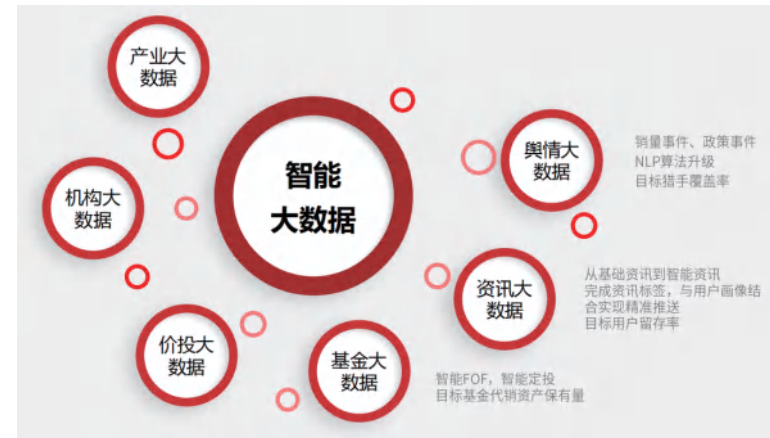 产业大
数据
机构大
数据
价投大
数据
基金大
数据
智能
大数据
舆情大
数据
资讯大
数据
销量事件、政策事件
NLP算法升级
目标猎手覆盖率
从基础资讯到智能资讯
完成资讯标签，与用户画像结
合实现精准推送
目标用户留存率
智能FOF，智能定投
目标基金代销资产保有量